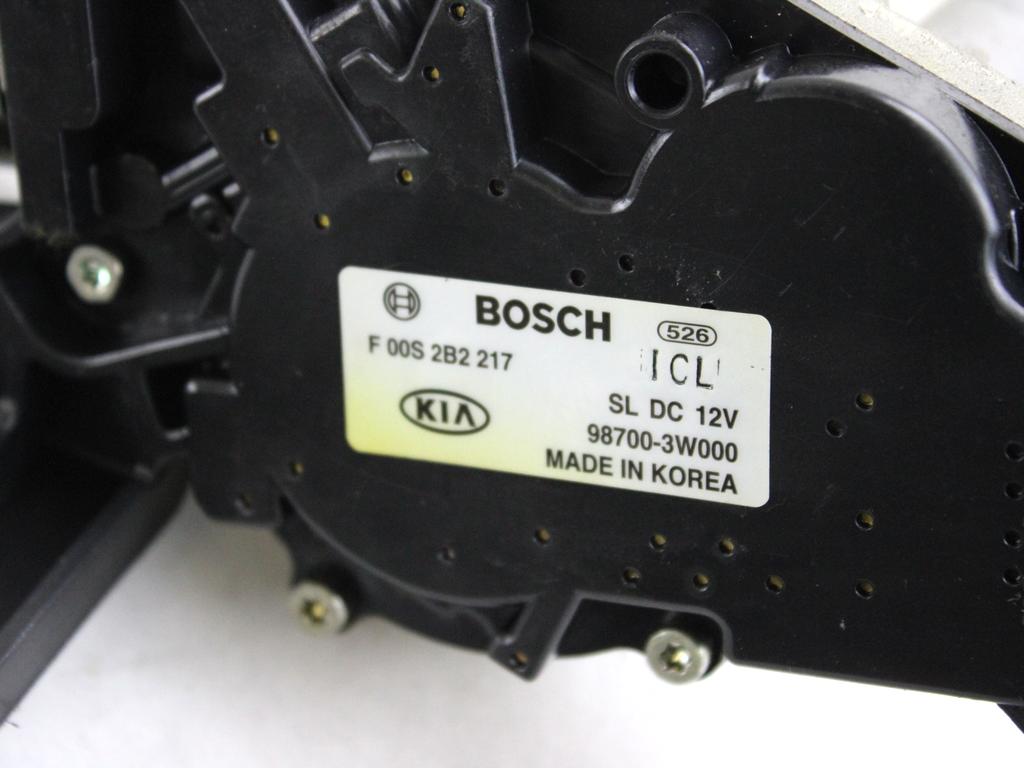 BOSCH 526
F 00S 2B2 217 ICL
KIA SL DC 12V
98700-3W000
MADE IN KOREA